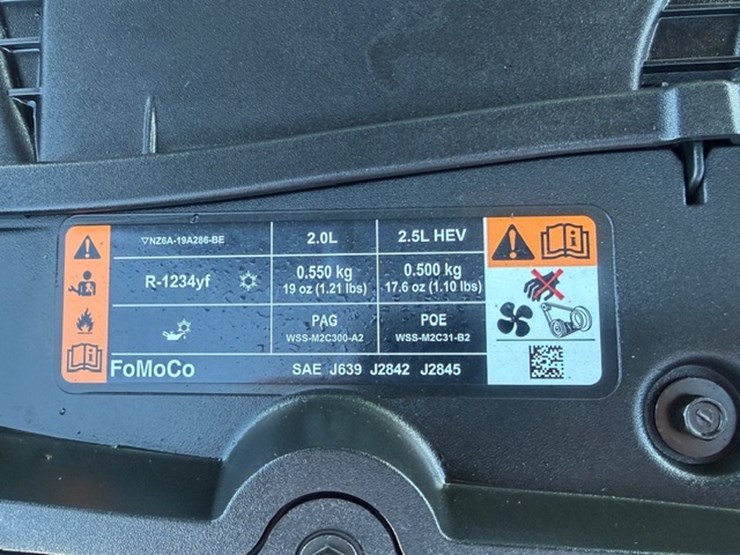 ▽NZ6A-19A286-BE 2.0L 2.5L HEV
R-1234yf 0.550 kg 0.500 kg
19 oz (1.21 lbs) 17.6 oz (1.10 lbs)
PAG POE
WSS-M2C300-A2 WSS-M2C31-B2
FoMoCo SAE J639 J2842 J2845